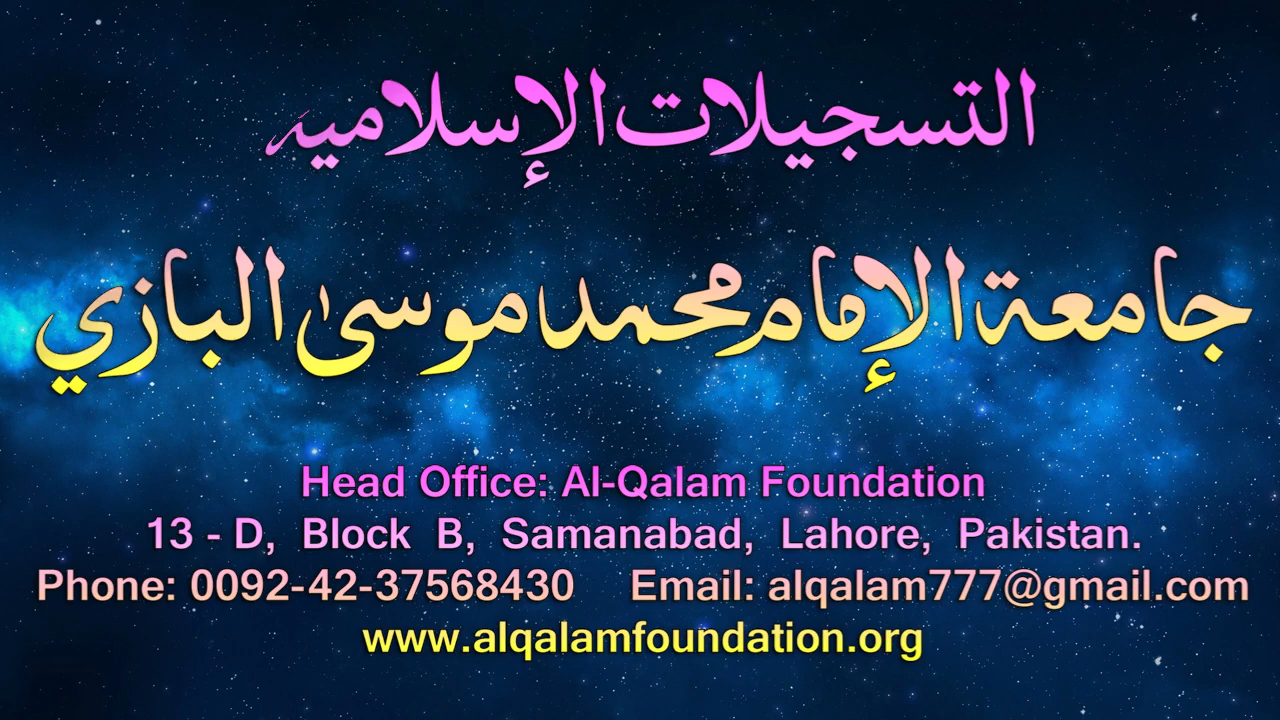 التسجيلات الإسلاميه
جامعة الإمام محمد موسىٰ البازي
Head Office: Al-Qalam Foundation
13 - D, Block B, Samanabad, Lahore, Pakistan.
Phone: 0092-42-37568430 Email: alqalam777@gmail.com
www.alqalamfoundation.org